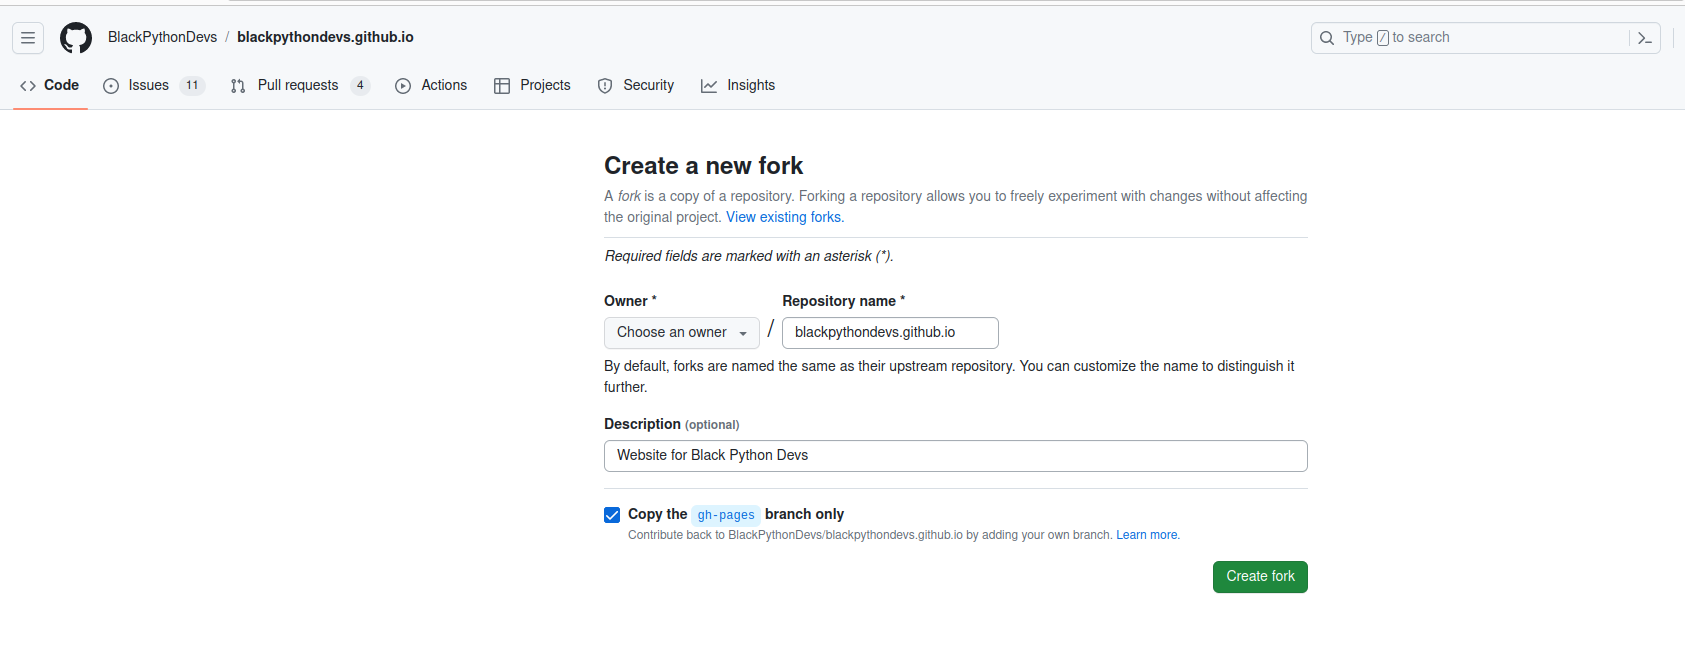 BlackPythonDevs / blackpythondevs.github.io
Type / to search
Code Issues 11 Pull requests 4 Actions Projects Security Insights
Create a new fork
A fork is a copy of a repository. Forking a repository allows you to freely experiment with changes without affecting
the original project. View existing forks.
Required fields are marked with an asterisk (*).
Owner * Repository name *
Choose an owner / blackpythondevs.github.io
By default, forks are named the same as their upstream repository. You can customize the name to distinguish it
further.
Description (optional)
Website for Black Python Devs
Copy the gh-pages branch only
Contribute back to BlackPythonDevs/blackpythondevs.github.io by adding your own branch. Learn more.
Create fork